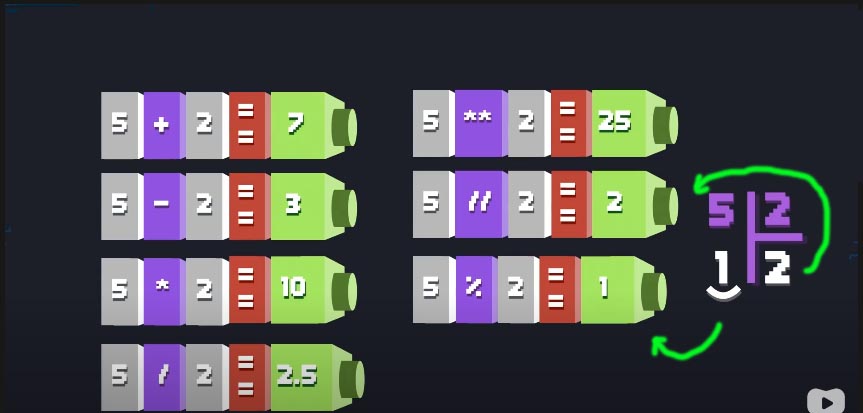 5 + 2 == 7
5 - 2 == 3
5 * 2 == 10
5 / 2 == 2.5
5 ** 2 == 25
5 // 2 == 2
5 % 2 == 1
5 2
1 2